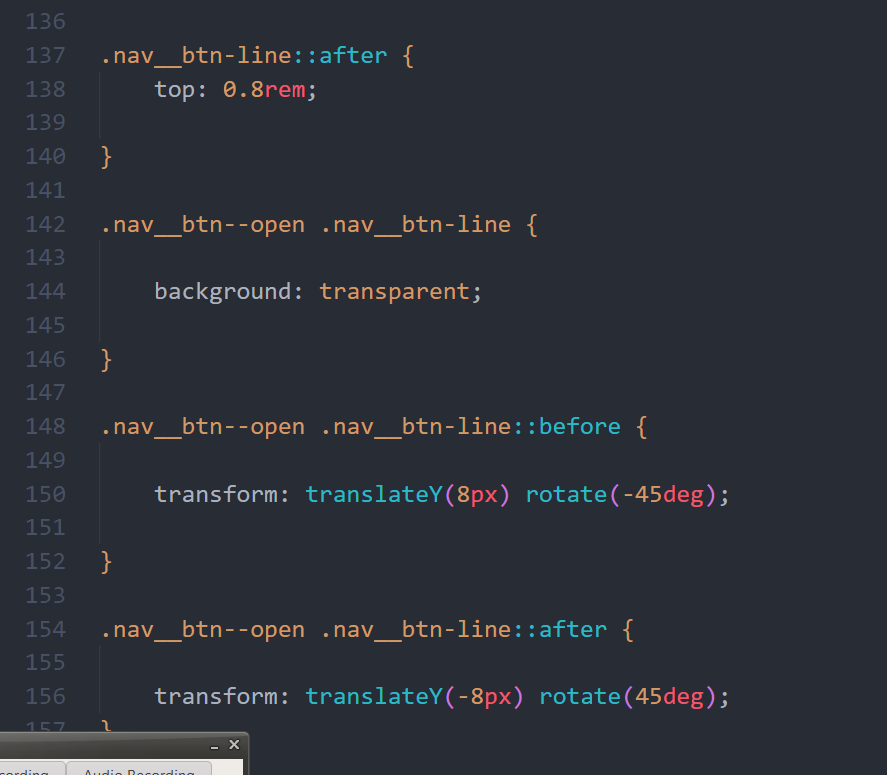 136
137 .nav__btn-line::after {
138 top: 0.8rem;
139
140 }
141
142 .nav__btn--open .nav__btn-line {
143
144 background: transparent;
145
146 }
147
148 .nav__btn--open .nav__btn-line::before {
149
150 transform: translateY(8px) rotate(-45deg);
151
152 }
153
154 .nav__btn--open .nav__btn-line::after {
155
156 transform: translateY(-8px) rotate(45deg);
157 }
Audio Recording